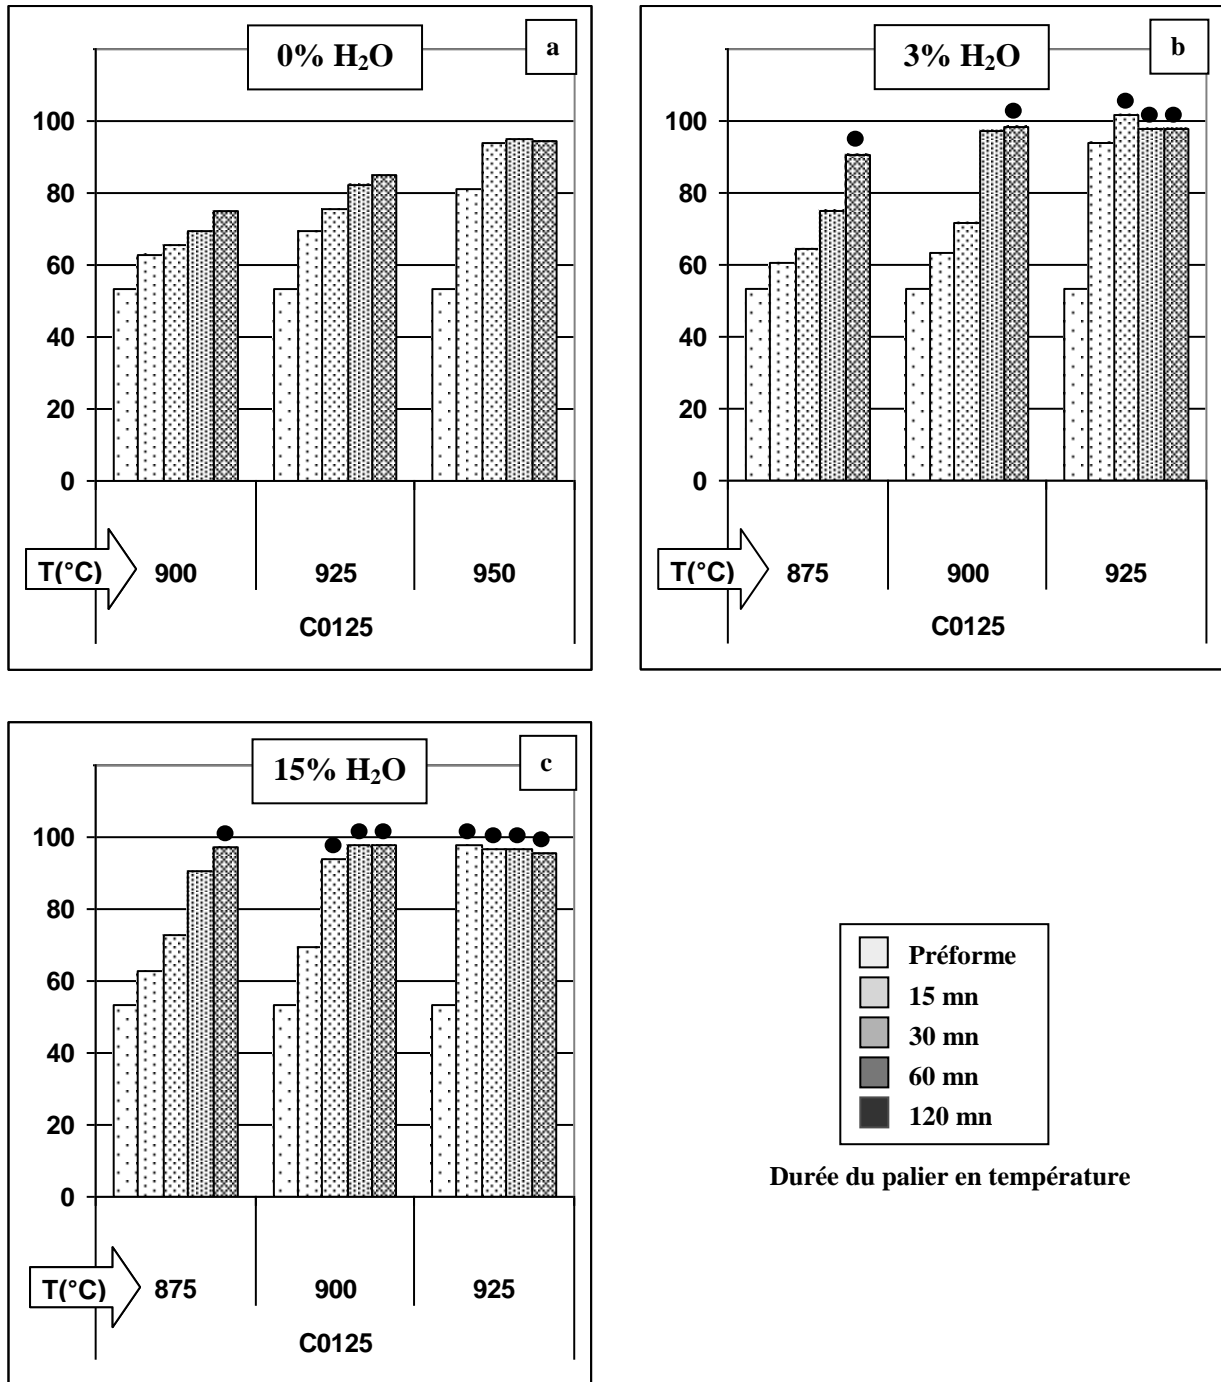 0% H₂O
a
100
80
60
40
20
0
T(°C)
900
925
950
C0125
3% H₂O
b
100
80
60
40
20
0
T(°C)
875
900
925
C0125
15% H₂O
c
100
80
60
40
20
0
T(°C)
875
900
925
C0125
Préforme
15 mn
30 mn
60 mn
120 mn
Durée du palier en température